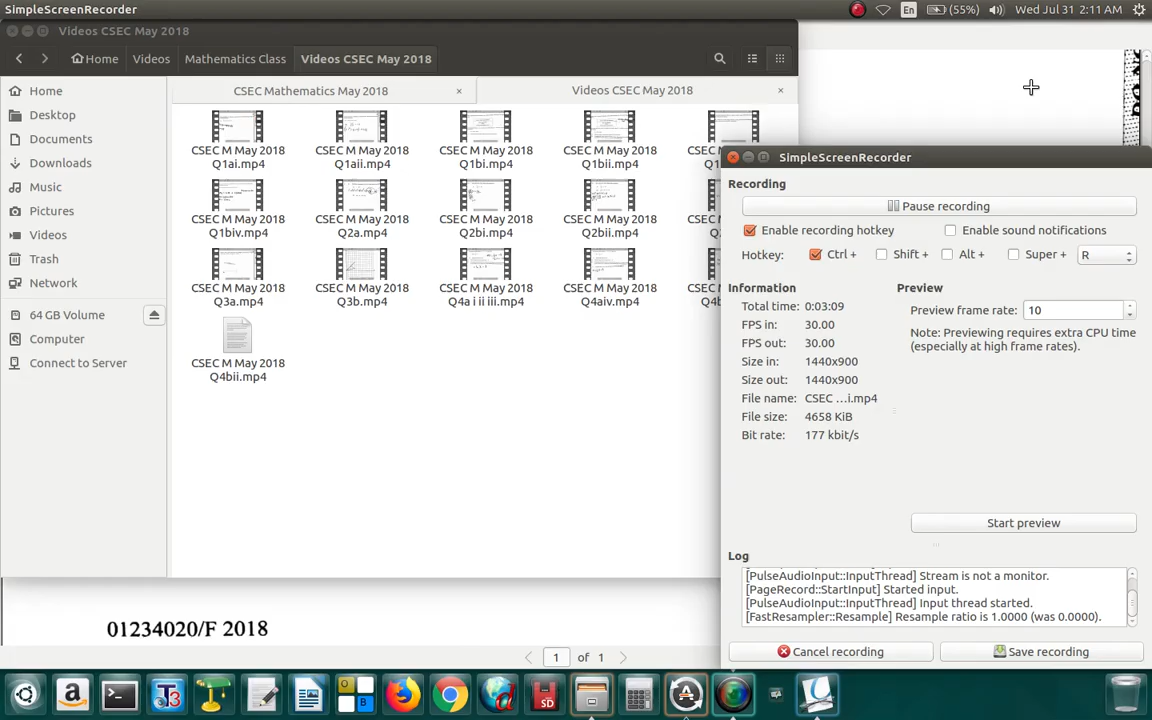 SimpleScreenRecorder
En
(55%)
Wed Jul 31 2:11 AM
Videos CSEC May 2018
Home
Videos
Mathematics Class
Videos CSEC May 2018
Home
Desktop
Documents
Downloads
Music
Pictures
Videos
Trash
Network
64 GB Volume
Computer
Connect to Server
CSEC Mathematics May 2018
Videos CSEC May 2018
CSEC M May 2018
Q1ai.mp4
CSEC M May 2018
Q1aii.mp4
CSEC M May 2018
Q1bi.mp4
CSEC M May 2018
Q1bii.mp4
CSEC M May 2018
Q1biv.mp4
CSEC M May 2018
Q2a.mp4
CSEC M May 2018
Q2bi.mp4
CSEC M May 2018
Q2bii.mp4
CSEC M May 2018
Q3a.mp4
CSEC M May 2018
Q3b.mp4
CSEC M May 2018
Q4a i ii iii.mp4
CSEC M May 2018
Q4aiv.mp4
CSEC M May 2018
Q4bii.mp4
01234020/F 2018
1 of 1
SimpleScreenRecorder
Recording
Pause recording
Enable recording hotkey
Enable sound notifications
Hotkey: Ctrl + Shift + Alt + Super + R
Information
Total time: 0:03:09
FPS in: 30.00
FPS out: 30.00
Size in: 1440x900
Size out: 1440x900
File name: CSEC ...i.mp4
File size: 4658 KiB
Bit rate: 177 kbit/s
Preview
Preview frame rate: 10
Note: Previewing requires extra CPU time
(especially at high frame rates).
Start preview
Log
[PulseAudioInput::InputThread] Stream is not a monitor.
[PageRecord::StartInput] Started input.
[PulseAudioInput::InputThread] Input thread started.
[FastResampler::Resample] Resample ratio is 1.0000 (was 0.0000).
Cancel recording
Save recording